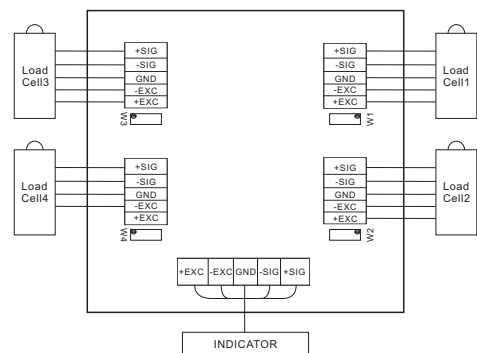 Load
Cell3
+SIG
-SIG
GND
-EXC
+EXC
W3
+SIG
-SIG
GND
-EXC
+EXC
W1
Load
Cell1
Load
Cell4
+SIG
-SIG
GND
-EXC
+EXC
W4
+SIG
-SIG
GND
-EXC
+EXC
W2
Load
Cell2
+EXC -EXC GND -SIG +SIG
INDICATOR